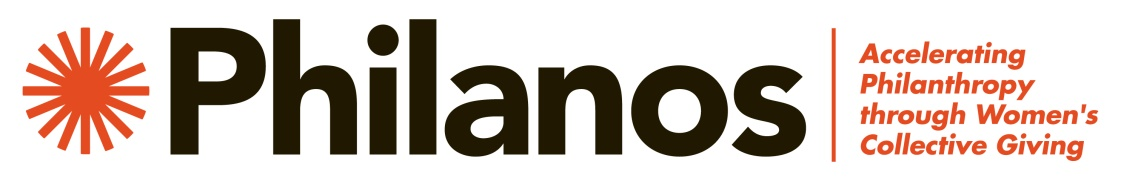 Philanos
Accelerating
Philanthropy
through Women's
Collective Giving